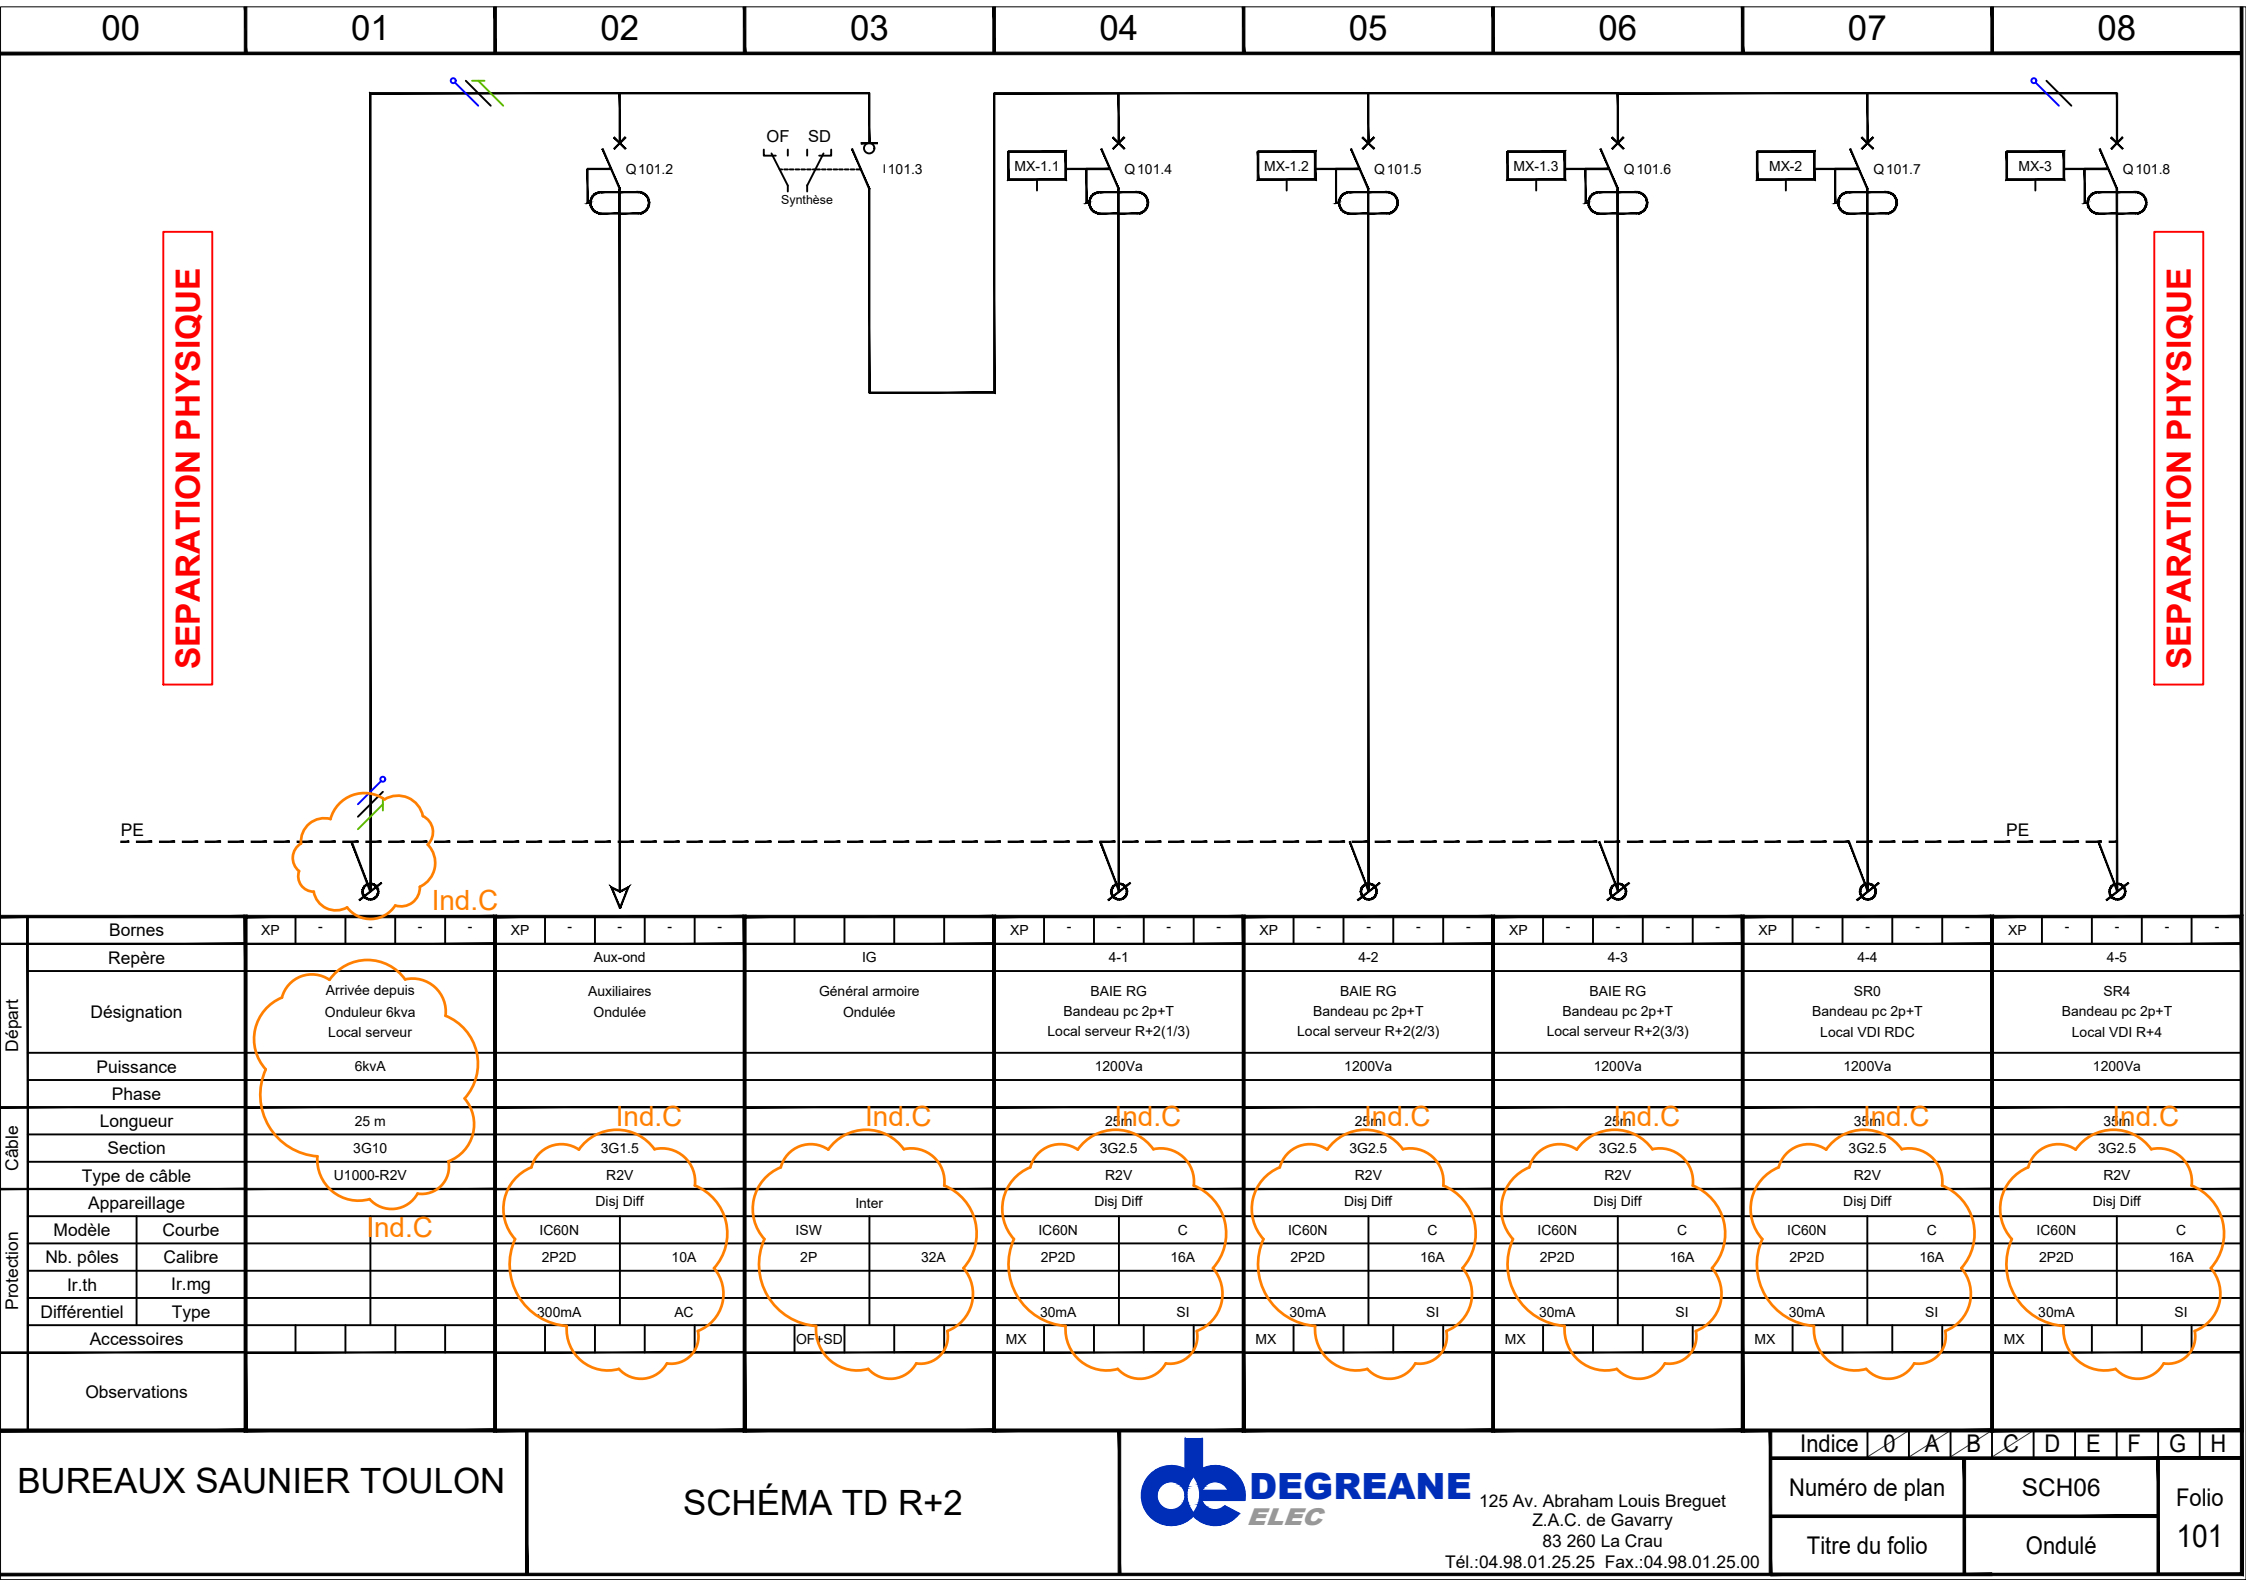 00 01 02 03 04 05 06 07 08
OF SD
Q101.2 I101.3 MX-1.1 Q101.4 MX-1.2 Q101.5 MX-1.3 Q101.6 MX-2 Q101.7 MX-3 Q101.8
Synthèse
SEPARATION PHYSIQUE
SEPARATION PHYSIQUE
PE PE
Ind.C
Bornes XP - - - - XP - - - - XP - - - - XP - - - - XP - - - - XP - - - - XP - - - -
Départ
Repère Aux-ond IG 4-1 4-2 4-3 4-4 4-5
Désignation
Arrivée depuis
Onduleur 6kva
Local serveur
Auxiliaires
Ondulée
Général armoire
Ondulée
BAIE RG
Bandeau pc 2p+T
Local serveur R+2(1/3)
BAIE RG
Bandeau pc 2p+T
Local serveur R+2(2/3)
BAIE RG
Bandeau pc 2p+T
Local serveur R+2(3/3)
SR0
Bandeau pc 2p+T
Local VDI RDC
SR4
Bandeau pc 2p+T
Local VDI R+4
Puissance 6kvA 1200Va 1200Va 1200Va 1200Va 1200Va
Phase
Ind.C Ind.C Ind.C Ind.C Ind.C Ind.C Ind.C
Câble
Longueur 25 m 25m 25m 25m 35m 35m
Section 3G10 3G1.5 3G2.5 3G2.5 3G2.5 3G2.5 3G2.5
Type de câble U1000-R2V R2V R2V R2V R2V R2V R2V
Protection
Appareillage Disj Diff Inter Disj Diff Disj Diff Disj Diff Disj Diff Disj Diff
Ind.C
Modèle Courbe IC60N ISW IC60N C IC60N C IC60N C IC60N C IC60N C
Nb. pôles Calibre 2P2D 10A 2P 32A 2P2D 16A 2P2D 16A 2P2D 16A 2P2D 16A 2P2D 16A
Ir.th Ir.mg
Différentiel Type 300mA AC 30mA SI 30mA SI 30mA SI 30mA SI 30mA SI
Accessoires OF+SD MX MX MX MX MX
Observations
BUREAUX SAUNIER TOULON
SCHÉMA TD R+2
de DEGREANE
ELEC
125 Av. Abraham Louis Breguet
Z.A.C. de Gavarry
83 260 La Crau
Tél.:04.98.01.25.25 Fax.:04.98.01.25.00
Indice 0 A B C D E F G H
Numéro de plan SCH06
Titre du folio Ondulé
Folio
101